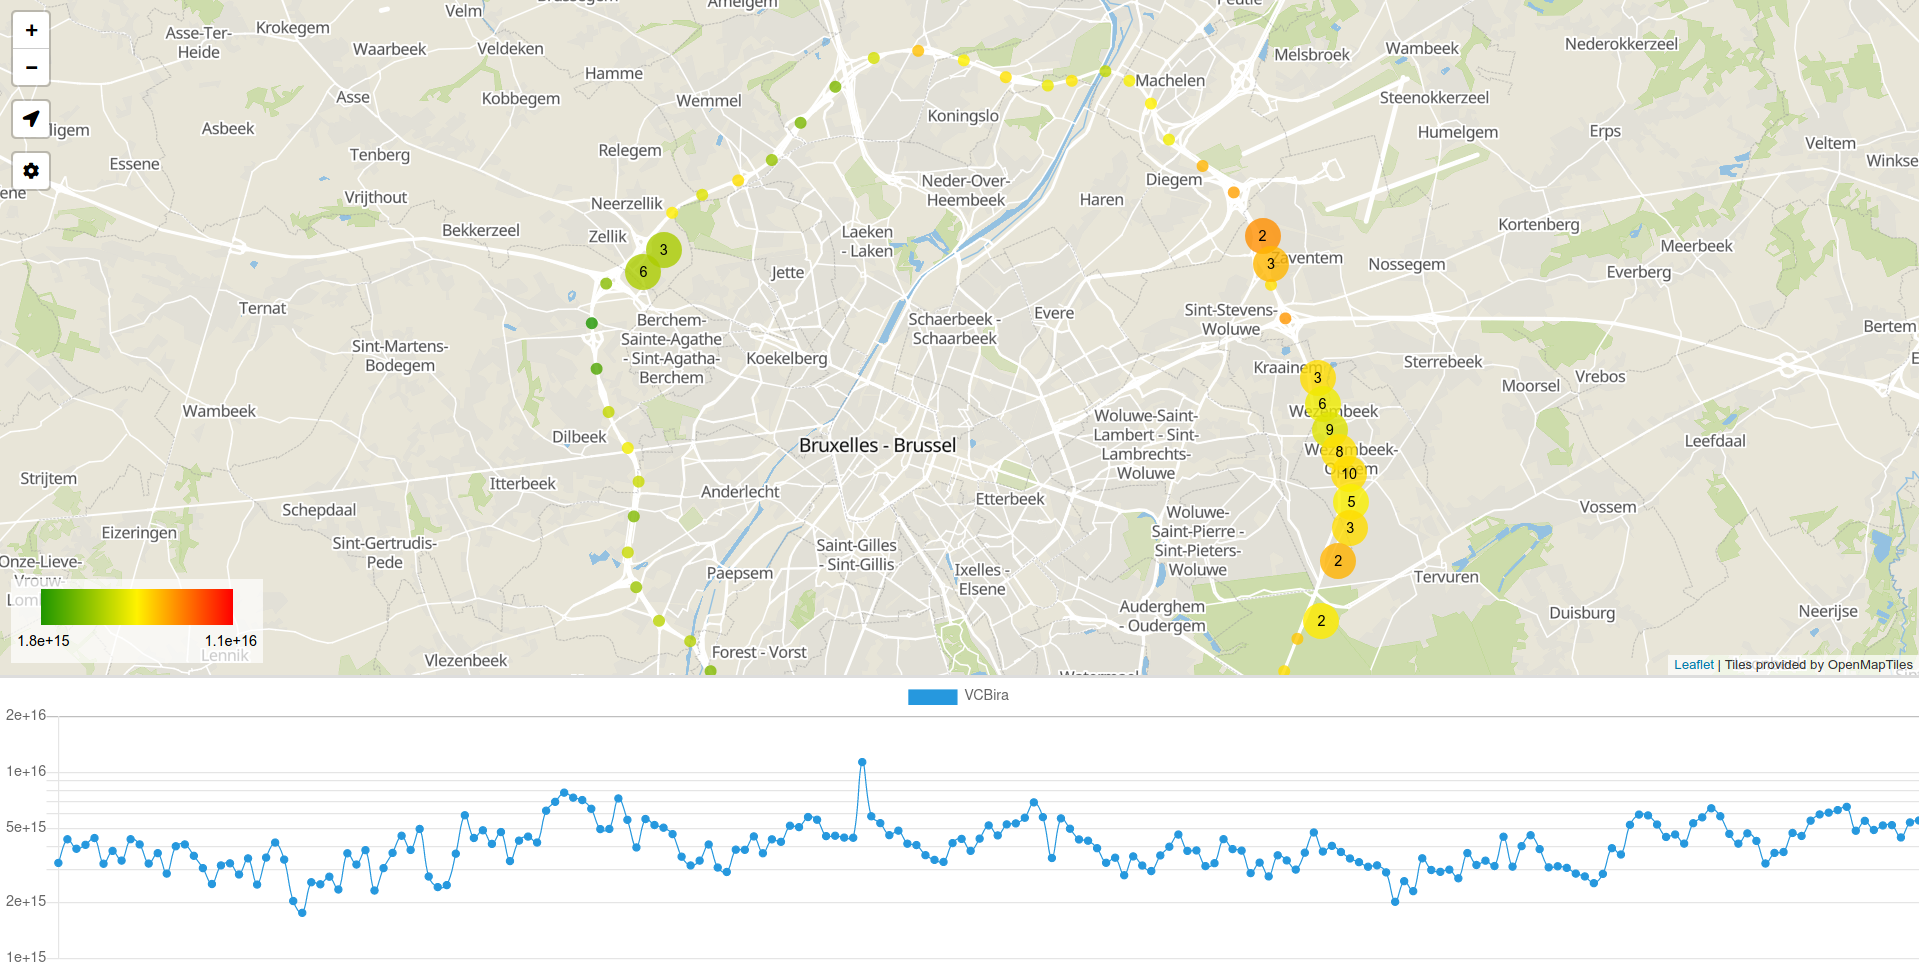 Velm
Amelgem
Asse-Ter-
Heide
Krokegem
Waarbeek
Veldeken
Hamme
Melsbroek
Wambeek
Nederokkerzeel
Asse
Kobbegem
Wemmel
Machelen
Steenokkerzeel
Koningslo
Asbeek
Humelgem
Erps
Veltem
Essene
Tenberg
Relegem
Winkse
Vrijthout
Neerzellik
Neder-Over-
Heembeek
Diegem
Haren
Bekkerzeel
Zellik
Laeken
- Laken
Kortenberg
Meerbeek
3
6
Jette
2
3
Zaventem
Nossegem
Everberg
Ternat
Berchem-
Sainte-Agathe
- Sint-Agatha-
Berchem
Schaerbeek -
Schaarbeek
Evere
Sint-Stevens-
Woluwe
Bertem
Sint-Martens-
Bodegem
Koekelberg
Kraainem
3
Sterrebeek
Moorsel
Vrebos
Wambeek
Dilbeek
Bruxelles - Brussel
Woluwe-Saint-
Lambert - Sint-
Lambrechts-
Woluwe
6
Wezembeek
9
8
Wezembeek-
Oppem
10
Leefdaal
Strijtem
Itterbeek
Anderlecht
Etterbeek
5
Vossem
Schepdaal
Eizeringen
Sint-Gertrudis-
Pede
Saint-Gilles
- Sint-Gillis
Woluwe-
Saint-Pierre -
Sint-Pieters-
Woluwe
3
2
Onze-Lieve-
Vrouw-
Paepsem
Ixelles -
Elsene
Tervuren
Auderghem
- Oudergem
2
Duisburg
Neerijse
1.8e+15
1.1e+16
Lennik
Vlezenbeek
Forest - Vorst
Leaflet | Tiles provided by OpenMapTiles
VCBira
2e+16
1e+16
5e+15
2e+15
1e+15